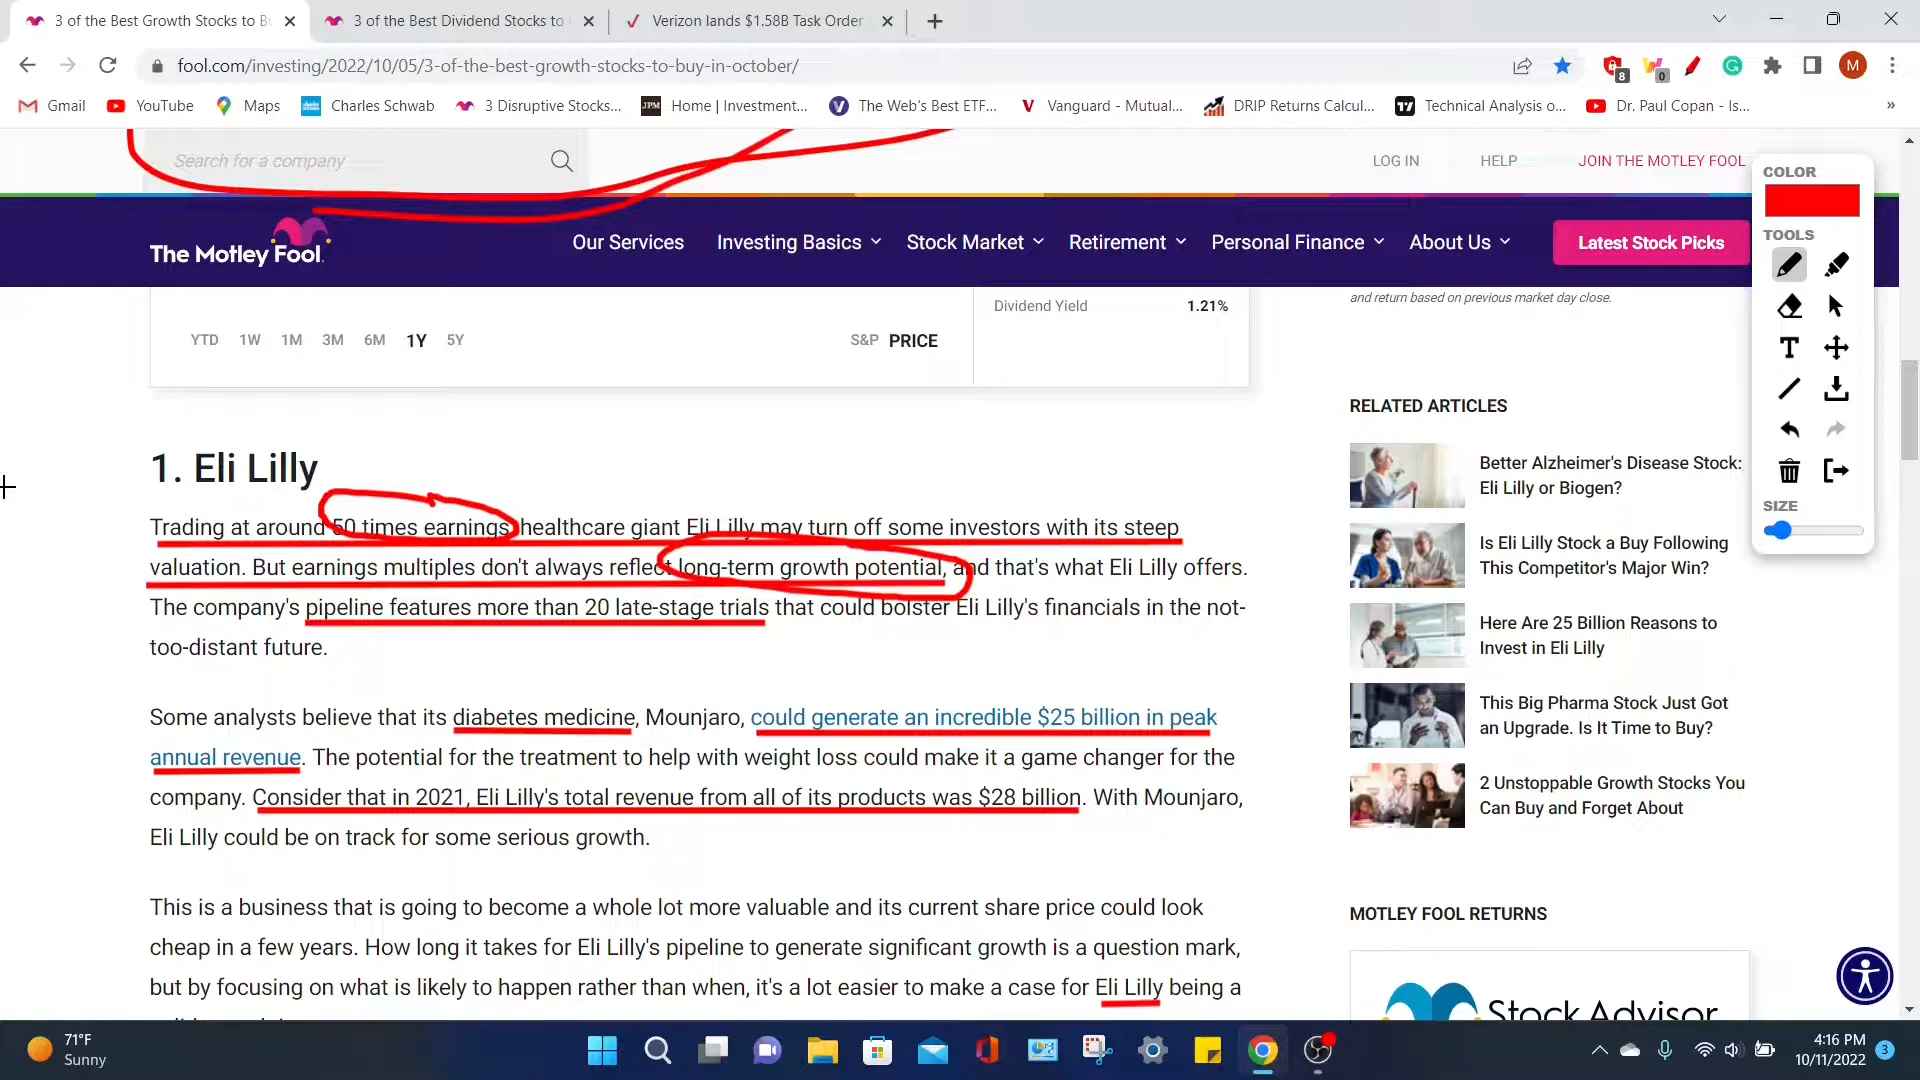 3 of the Best Growth Stocks to B
3 of the Best Dividend Stocks to
Verizon lands $1.58B Task Order
fool.com/investing/2022/10/05/3-of-the-best-growth-stocks-to-buy-in-october/
8
0
M
Gmail
YouTube
Maps
Charles Schwab
3 Disruptive Stocks...
JPM
Home | Investment...
The Web's Best ETF...
Vanguard - Mutual...
DRIP Returns Calcul...
Technical Analysis o...
Dr. Paul Copan - Is...
»
Search for a company
LOG IN
HELP
JOIN THE MOTLEY FOOL
The Motley Fool
Our Services
Investing Basics
Stock Market
Retirement
Personal Finance
About Us
Latest Stock Picks
YTD 1W 1M 3M 6M 1Y 5Y
S&P PRICE
Dividend Yield 1.21%
and return based on previous market day close.
1. Eli Lilly
Trading at around 50 times earnings, healthcare giant Eli Lilly may turn off some investors with its steep
valuation. But earnings multiples don't always reflect long-term growth potential, and that's what Eli Lilly offers.
The company's pipeline features more than 20 late-stage trials that could bolster Eli Lilly's financials in the not-
too-distant future.
Some analysts believe that its diabetes medicine, Mounjaro, could generate an incredible $25 billion in peak
annual revenue. The potential for the treatment to help with weight loss could make it a game changer for the
company. Consider that in 2021, Eli Lilly's total revenue from all of its products was $28 billion. With Mounjaro,
Eli Lilly could be on track for some serious growth.
This is a business that is going to become a whole lot more valuable and its current share price could look
cheap in a few years. How long it takes for Eli Lilly's pipeline to generate significant growth is a question mark,
but by focusing on what is likely to happen rather than when, it's a lot easier to make a case for Eli Lilly being a
RELATED ARTICLES
Better Alzheimer's Disease Stock:
Eli Lilly or Biogen?
Is Eli Lilly Stock a Buy Following
This Competitor's Major Win?
Here Are 25 Billion Reasons to
Invest in Eli Lilly
This Big Pharma Stock Just Got
an Upgrade. Is It Time to Buy?
2 Unstoppable Growth Stocks You
Can Buy and Forget About
MOTLEY FOOL RETURNS
Stock Advisor
COLOR
TOOLS
T
SIZE
71°F
Sunny
4:16 PM
10/11/2022
3